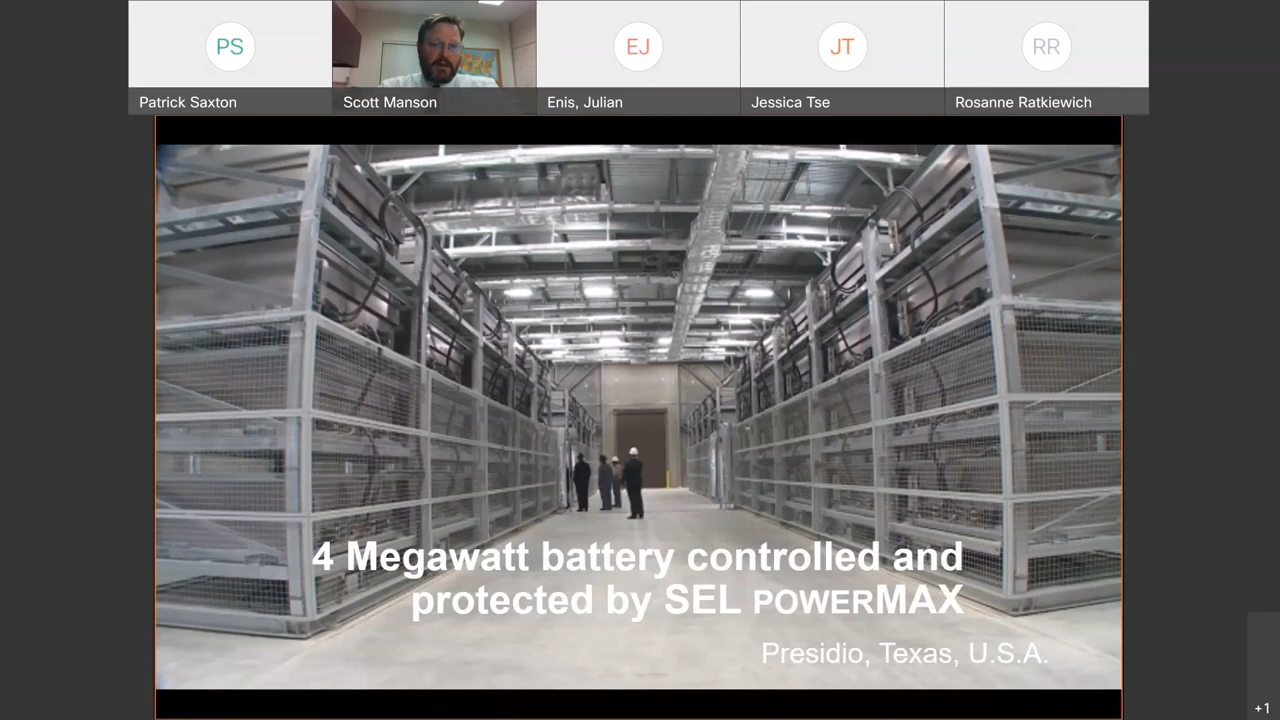 PS
EJ
JT
RR
Patrick Saxton
Scott Manson
Enis, Julian
Jessica Tse
Rosanne Ratkiewich
4 Megawatt battery controlled and
protected by SEL POWERMAX
Presidio, Texas, U.S.A.
+1